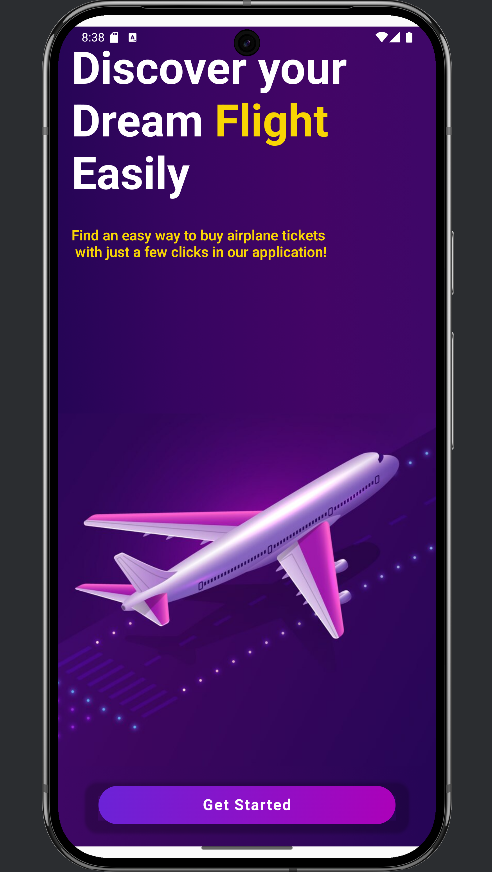 8:38
Discover your
Dream Flight
Easily
Find an easy way to buy airplane tickets
with just a few clicks in our application!
Get Started